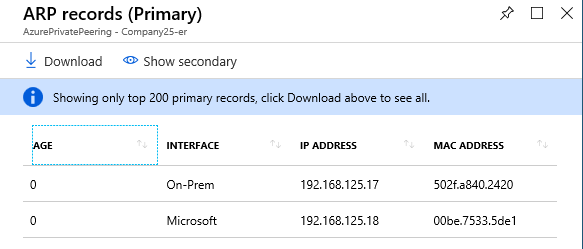 ARP records (Primary)
AzurePrivatePeering - Company25-er
Download Show secondary
Showing only top 200 primary records, click Download above to see all.
AGE INTERFACE IP ADDRESS MAC ADDRESS
0 On-Prem 192.168.125.17 502f.a840.2420
0 Microsoft 192.168.125.18 00be.7533.5de1